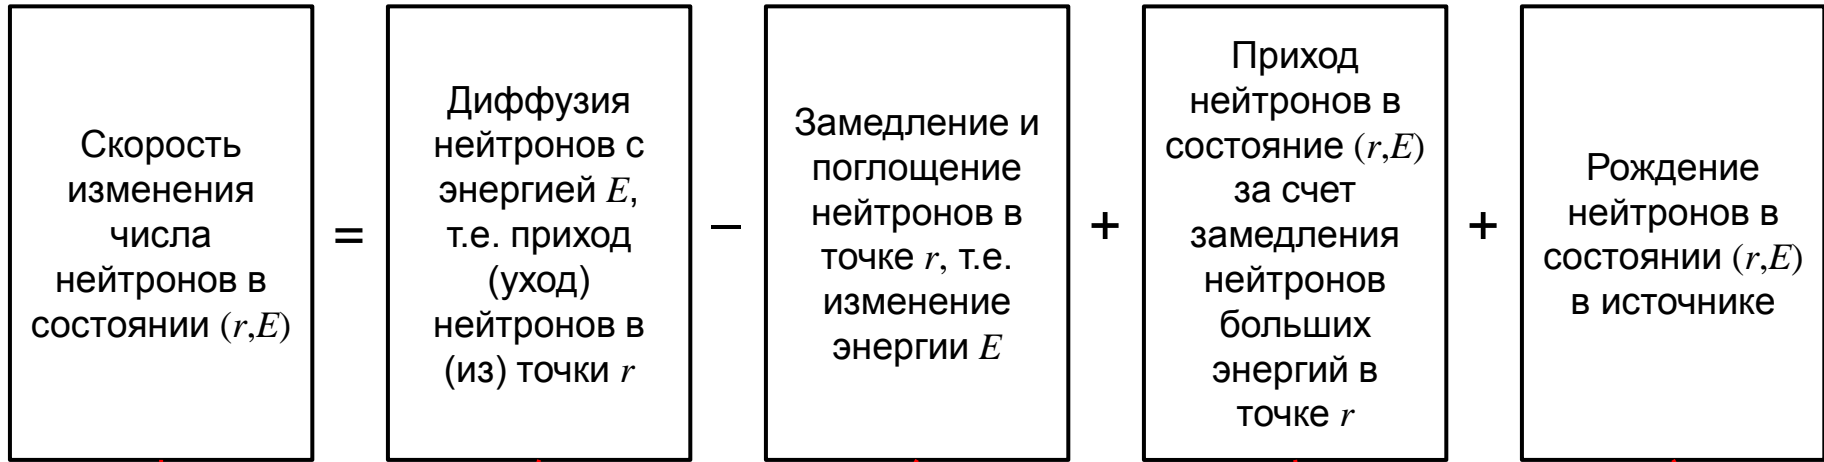 Скорость
изменения
числа
нейтронов в
состоянии (r,E)
=
Диффузия
нейтронов с
энергией E,
т.е. приход
(уход)
нейтронов в
(из) точки r
–
Замедление и
поглощение
нейтронов в
точке r, т.е.
изменение
энергии E
+
Приход
нейтронов в
состояние (r,E)
за счет
замедления
нейтронов
больших
энергий в
точке r
+
Рождение
нейтронов в
состоянии (r,E)
в источнике